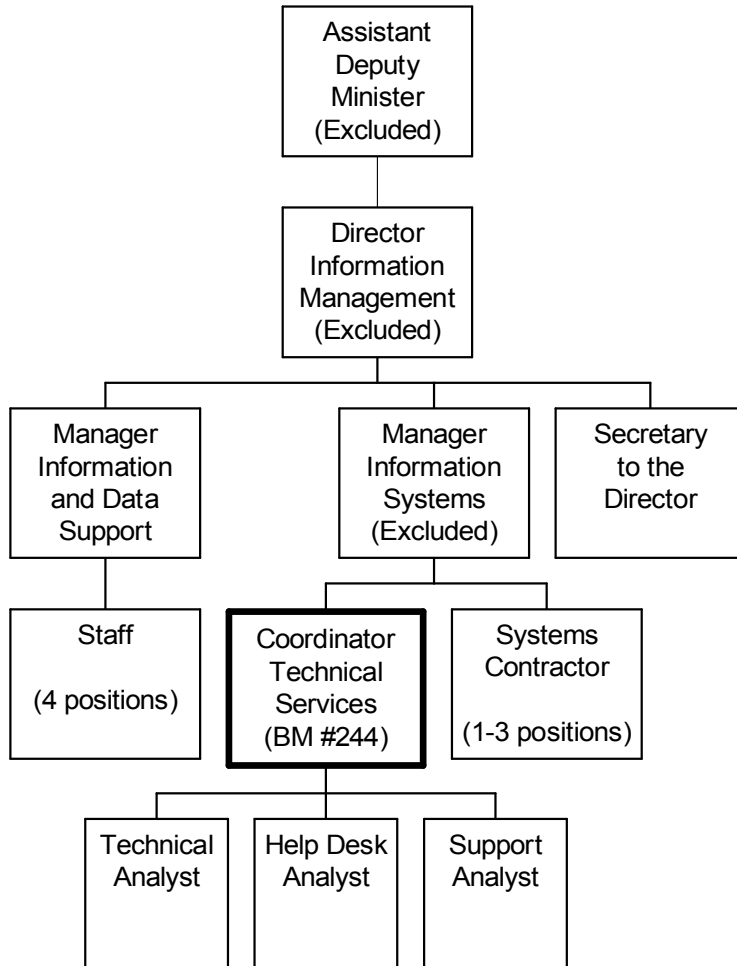 Assistant
Deputy
Minister
(Excluded)
Director
Information
Management
(Excluded)
Manager
Information
and Data
Support
Manager
Information
Systems
(Excluded)
Secretary
to the
Director
Staff
(4 positions)
Coordinator
Technical
Services
(BM #244)
Systems
Contractor
(1-3 positions)
Technical
Analyst
Help Desk
Analyst
Support
Analyst